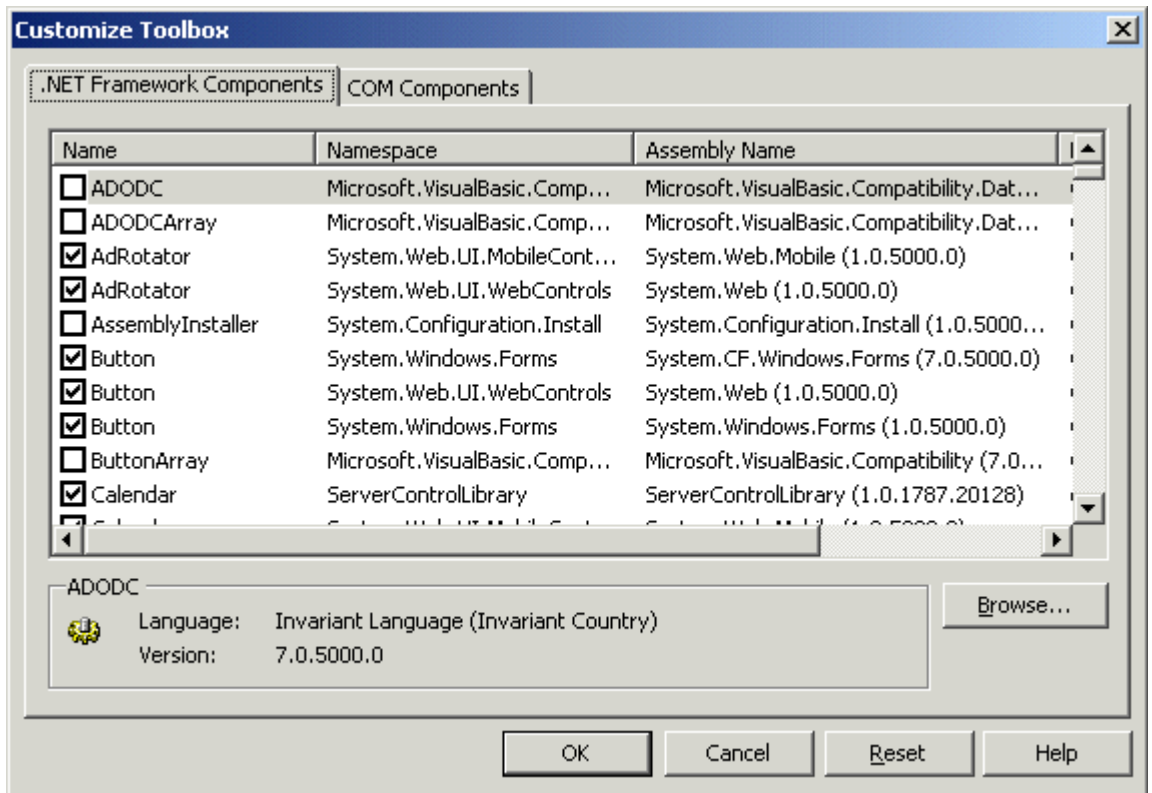 Customize Toolbox
.NET Framework Components COM Components
Name Namespace Assembly Name
ADODC Microsoft.VisualBasic.Comp... Microsoft.VisualBasic.Compatibility.Dat...
ADODCArray Microsoft.VisualBasic.Comp... Microsoft.VisualBasic.Compatibility.Dat...
AdRotator System.Web.UI.MobileCont... System.Web.Mobile (1.0.5000.0)
AdRotator System.Web.UI.WebControls System.Web (1.0.5000.0)
AssemblyInstaller System.Configuration.Install System.Configuration.Install (1.0.5000...
Button System.Windows.Forms System.CF.Windows.Forms (7.0.5000.0)
Button System.Web.UI.WebControls System.Web (1.0.5000.0)
Button System.Windows.Forms System.Windows.Forms (1.0.5000.0)
ButtonArray Microsoft.VisualBasic.Comp... Microsoft.VisualBasic.Compatibility (7.0...
Calendar ServerControlLibrary ServerControlLibrary (1.0.1787.20128)
ADODC
Language: Invariant Language (Invariant Country)
Version: 7.0.5000.0
Browse...
OK Cancel Reset Help